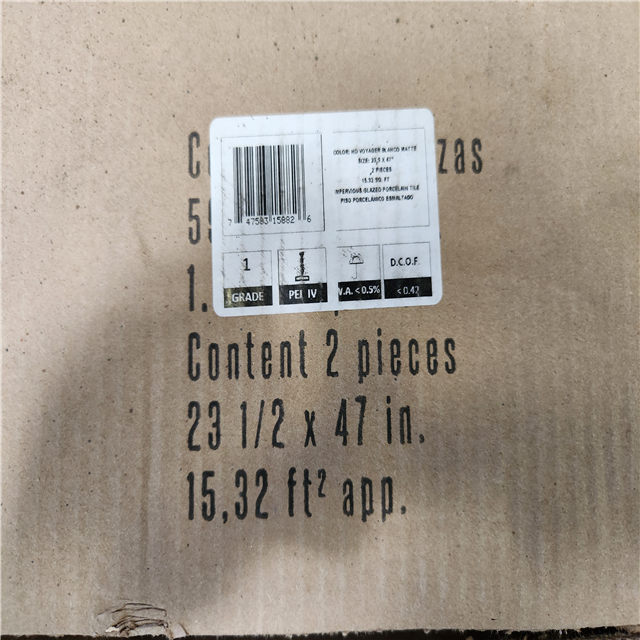 zas
COLOR: HD VOYAGER BLANCO MATTE
SIZE: 23.5 X 47"
2 PIECES
15.32 SQ. FT
IMPERVIOUS GLAZED PORCELAIN TILE
PISO PORCELÁNICO ESMALTADO
7 47583 15882 6
1
GRADE
PEI IV
W.A. < 0.5%
D.C.O.F.
< 0.42
1.
Content 2 pieces
23 1/2 x 47 in.
15,32 ft² app.